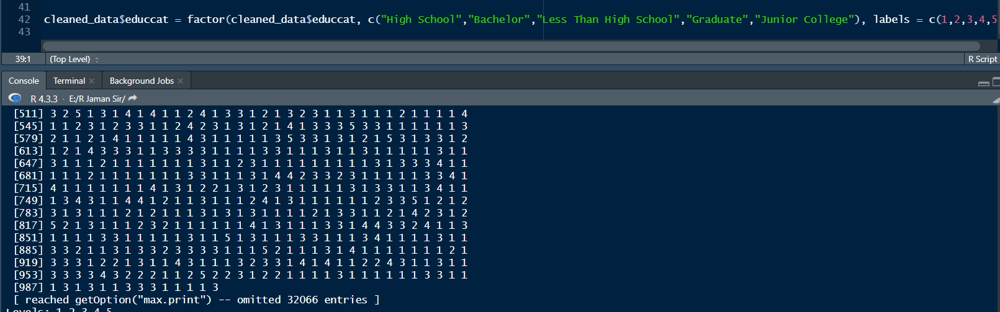 41
42 cleaned_data$educcat = factor(cleaned_data$educcat, c("High School","Bachelor","Less Than High School","Graduate","Junior College"), labels = c(1,2,3,4,5
43
39:1 (Top Level) R Script
Console Terminal Background Jobs
R 4.3.3 · E:/R Jaman Sir/
[511] 3 2 5 1 3 1 4 1 4 1 1 2 4 1 3 3 1 2 1 3 2 3 1 1 3 1 1 1 2 1 1 1 1 4
[545] 1 1 2 3 1 2 3 3 1 1 2 4 2 3 1 3 1 2 1 4 1 3 3 3 5 3 3 1 1 1 1 1 1 3
[579] 2 1 1 2 1 4 1 1 1 1 1 4 3 1 1 1 1 1 3 5 3 3 1 3 1 2 1 5 3 1 3 3 1 2
[613] 1 2 1 4 3 3 3 1 1 3 3 3 3 1 1 1 1 3 3 1 1 1 3 1 1 3 1 1 1 1 1 3 1 1
[647] 3 1 1 1 2 1 1 1 1 1 1 1 3 1 1 2 3 1 1 1 1 1 1 1 1 1 3 1 3 3 3 4 1 1
[681] 1 1 1 2 1 1 1 1 1 1 1 3 3 1 1 1 3 1 4 4 2 3 3 2 3 1 1 1 1 1 3 3 4 1
[715] 4 1 1 1 1 1 1 1 4 1 3 1 2 2 1 3 1 2 3 1 1 1 1 1 3 1 3 3 1 1 3 4 1 1
[749] 1 3 4 3 1 1 4 4 1 2 1 1 3 1 1 1 2 4 1 3 1 1 1 1 1 1 2 3 3 5 1 2 1 2
[783] 3 1 3 1 1 1 2 1 2 1 1 1 3 1 3 1 3 1 1 1 1 2 1 3 3 1 1 2 1 4 2 3 1 2
[817] 5 2 1 3 1 1 1 2 3 2 1 1 1 1 1 1 4 1 3 1 1 1 3 3 1 4 4 3 3 2 4 1 1 3
[851] 1 1 1 1 3 3 1 1 1 1 1 3 1 1 5 1 3 1 1 1 3 3 1 1 1 3 4 1 1 1 1 3 1 1
[885] 3 3 2 1 1 3 1 3 3 2 3 3 3 3 1 1 1 5 2 1 1 1 3 1 4 1 1 1 1 1 1 1 2 1
[919] 3 3 3 1 2 2 1 3 1 1 4 3 1 1 1 3 2 3 3 1 4 1 4 1 1 2 2 4 3 1 1 3 1 1
[953] 3 3 3 3 4 3 2 2 2 1 1 2 5 2 2 3 1 2 2 1 1 1 1 3 1 1 1 1 1 1 3 3 1 1
[987] 1 3 1 3 1 1 3 3 3 1 1 1 1 3
[ reached getOption("max.print") -- omitted 32066 entries ]
Levels: 1 2 3 4 5